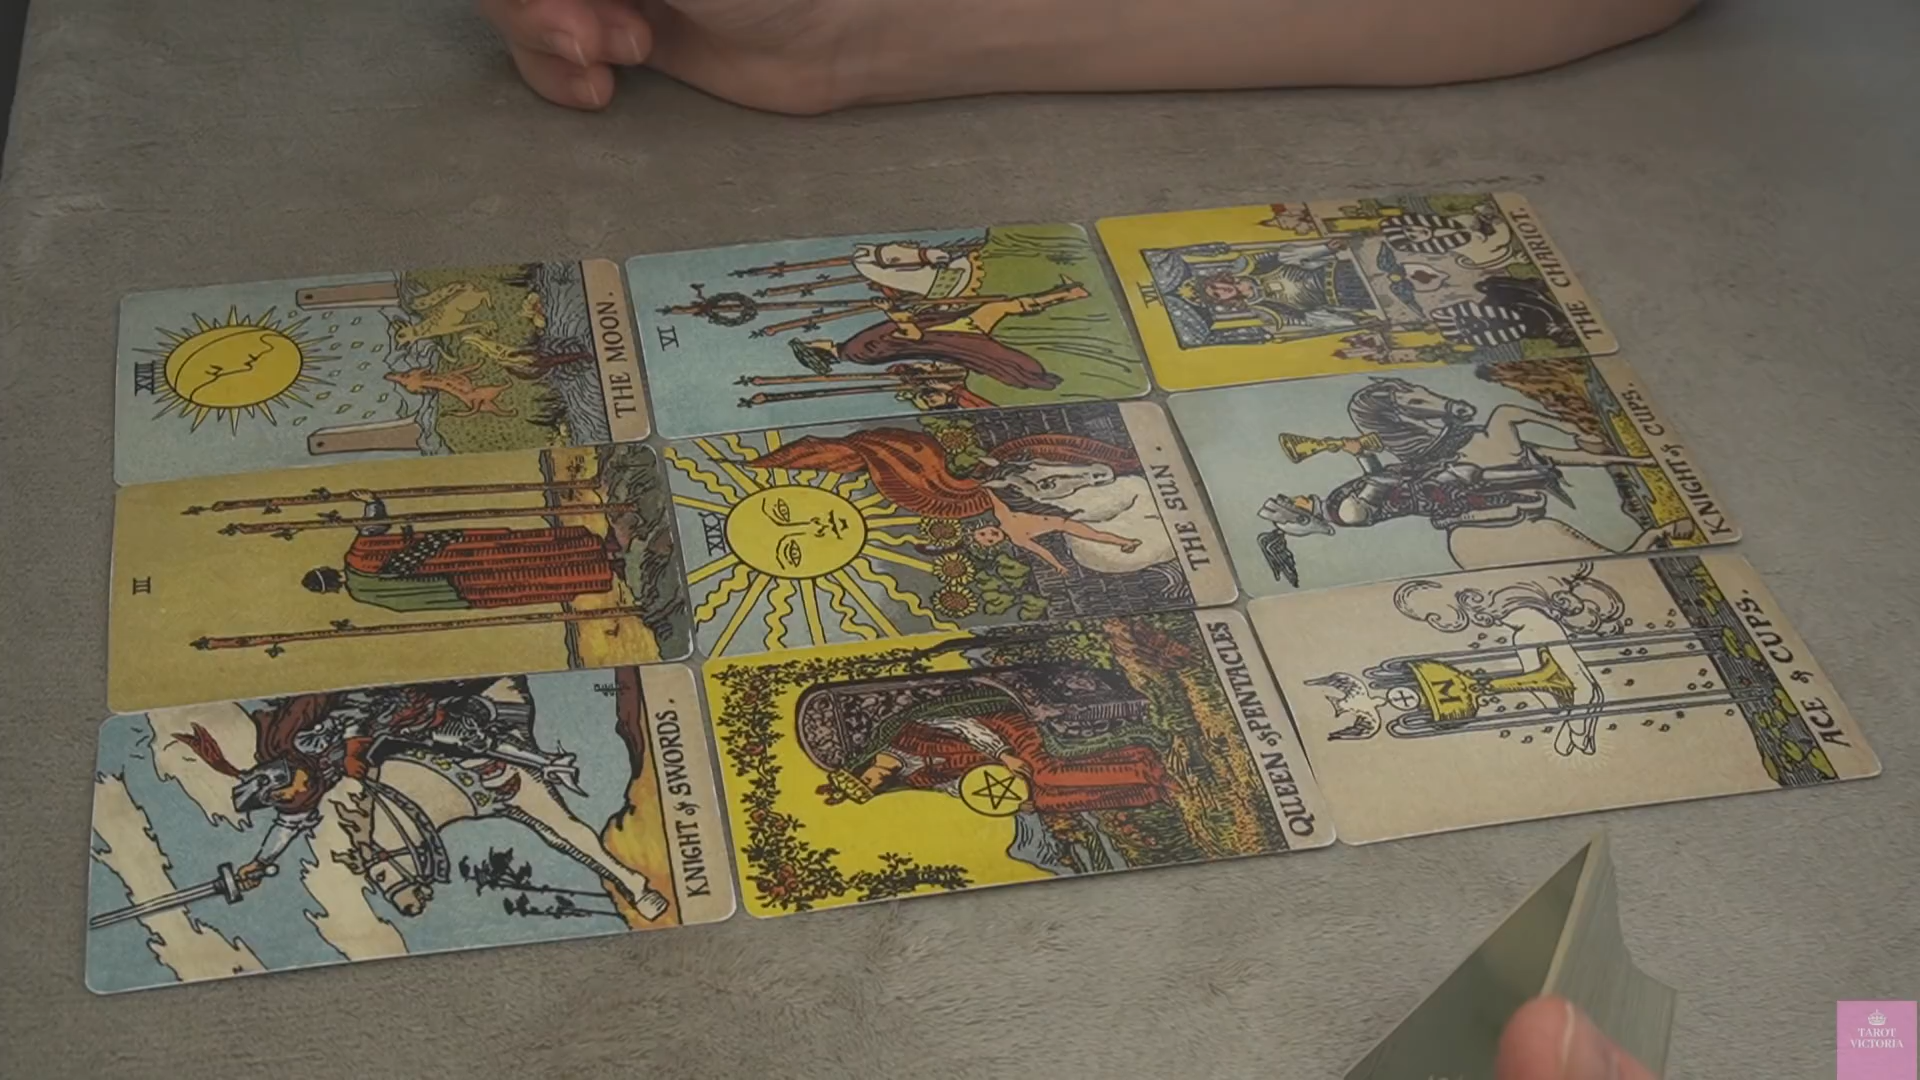 XVIII
THE MOON.
VI
VII
THE CHARIOT.
III
XIX
THE SUN.
KNIGHT of CUPS.
KNIGHT of SWORDS.
QUEEN of PENTACLES
ACE of CUPS.
TAROT
VICTORIA